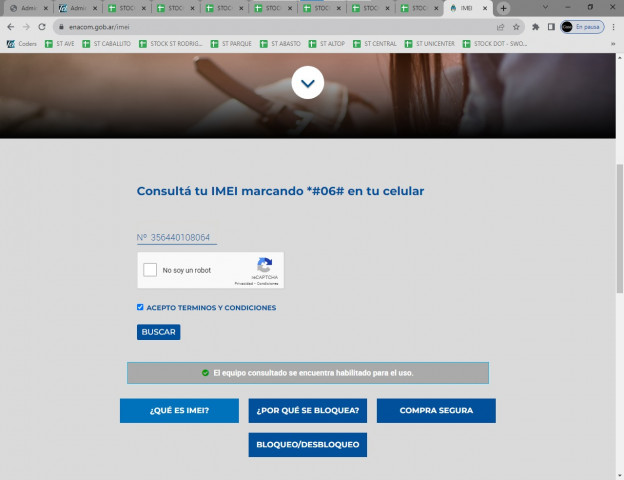 Admi
Admi
STOC
STOC
STOC
STOC
STOC
STOC
STOC
IMEI
enacom.gob.ar/imei
En pausa
Coders
ST AVE
ST CABALLITO
STOCK ST RODRIG...
ST PARQUE
ST ABASTO
ST ALTOP
ST CENTRAL
ST UNICENTER
STOCK DOT - SWO...
»
Consultá tu IMEI marcando *#06# en tu celular
Nº 356440108064
No soy un robot
reCAPTCHA
Privacidad - Condiciones
ACEPTO TERMINOS Y CONDICIONES
BUSCAR
El equipo consultado se encuentra habilitado para el uso.
¿QUÉ ES IMEI?
¿POR QUÉ SE BLOQUEA?
COMPRA SEGURA
BLOQUEO/DESBLOQUEO